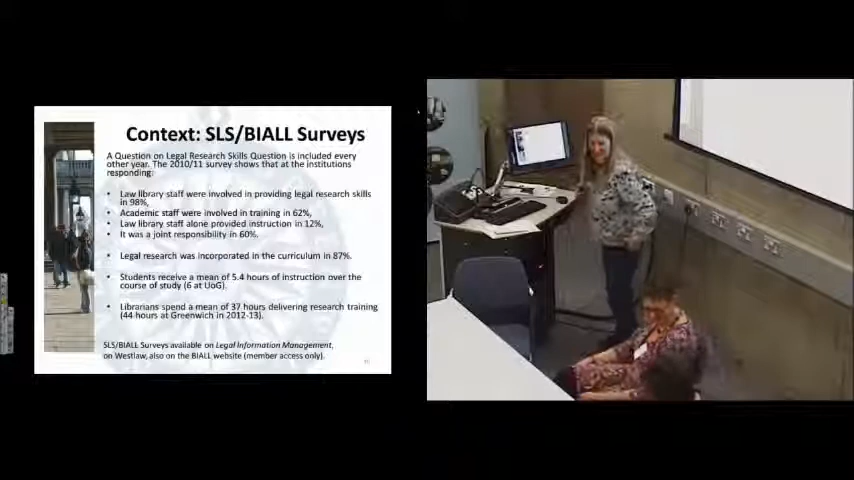 Context: SLS/BIALL Surveys
A Question on Legal Research Skills Question is included every
other year. The 2010/11 survey shows that at the institutions
responding:
• Law library staff were involved in providing legal research skills
in 98%,
• Academic staff were involved in training in 62%,
• Law library staff alone provided instruction in 12%,
• It was a joint responsibility in 60%.
• Legal research was incorporated in the curriculum in 87%.
• Students receive a mean of 5.4 hours of instruction over the
course of study (6 at UoG).
• Librarians spend a mean of 37 hours delivering research training
(44 hours at Greenwich in 2012-13).
SLS/BIALL Surveys available on Legal Information Management,
on Westlaw, also on the BIALL website (member access only).